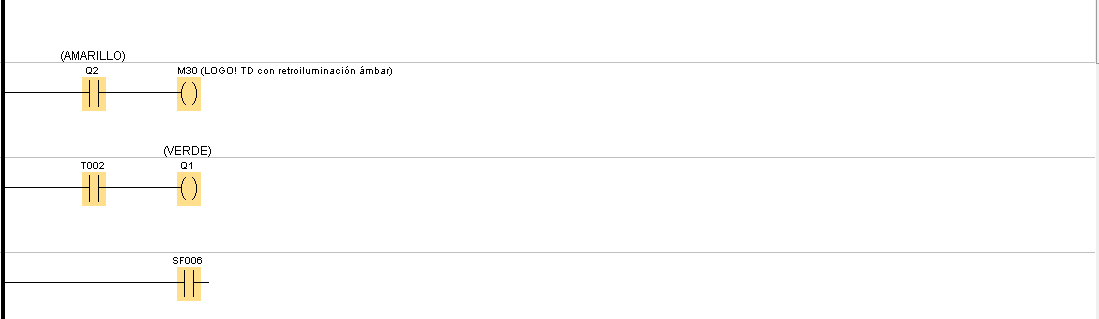 (AMARILLO)
Q2
M30 (LOGO! TD con retroiluminación ámbar)
(VERDE)
T002
Q1
SF006